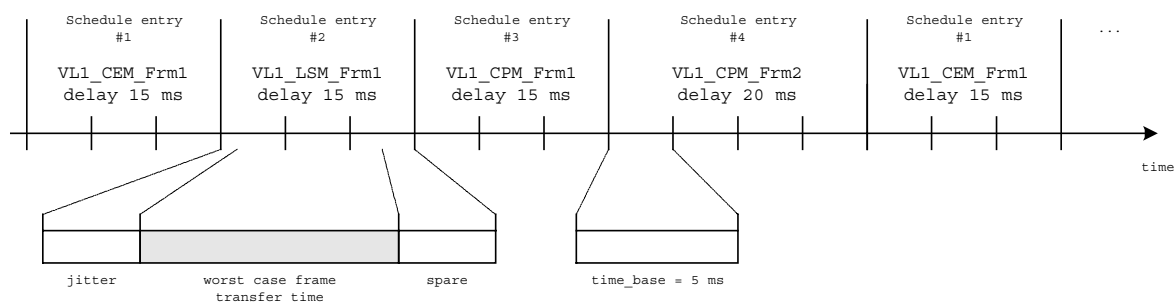 Schedule entry
#1
VL1_CEM_Frm1
delay 15 ms
Schedule entry
#2
VL1_LSM_Frm1
delay 15 ms
Schedule entry
#3
VL1_CPM_Frm1
delay 15 ms
Schedule entry
#4
VL1_CPM_Frm2
delay 20 ms
Schedule entry
#1
VL1_CEM_Frm1
delay 15 ms
...
time
jitter
worst case frame
transfer time
spare
time_base = 5 ms